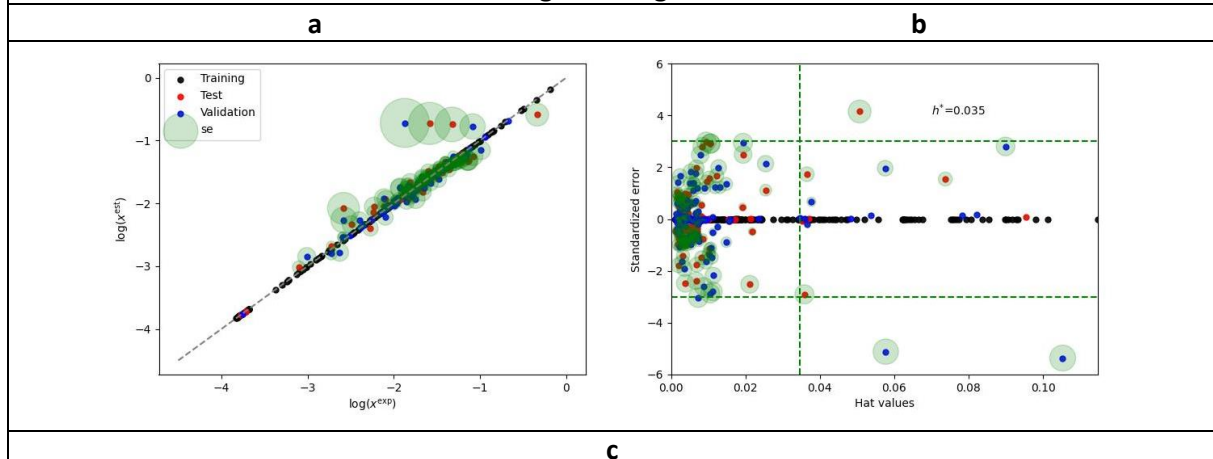 a b
0
−1
−2
−3
−4
−4 −3 −2 −1 0
log(x^est)
log(x^exp)
Training
Test
Validation
se
6
4
2
0
−2
−4
−6
0.00 0.02 0.04 0.06 0.08 0.10
Standardized error
Hat values
h*=0.035
c